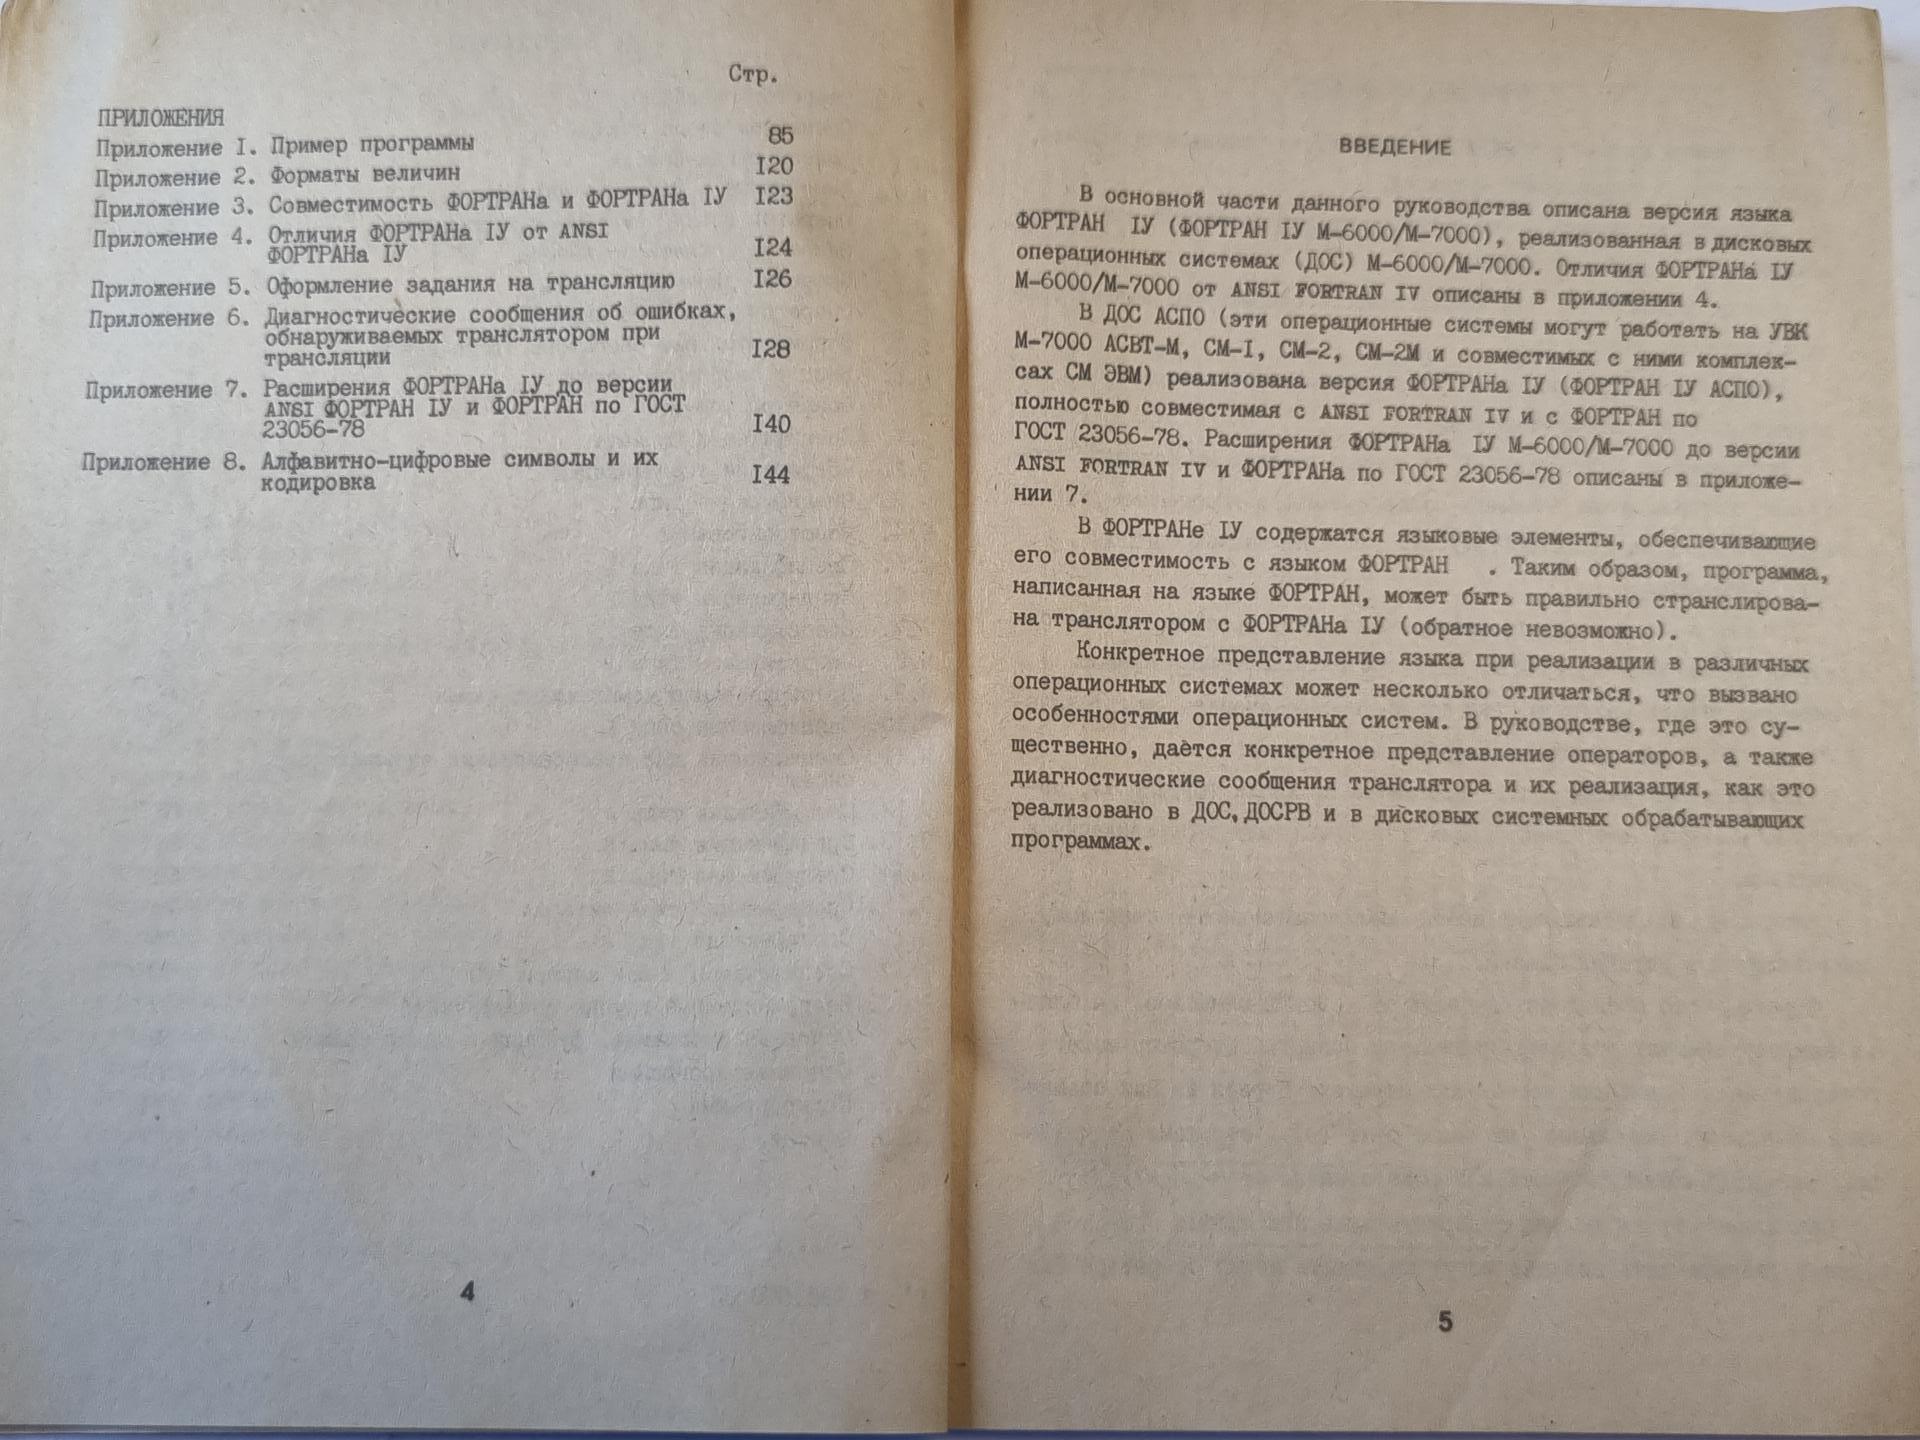 Стр.
ПРИЛОЖЕНИЯ
Приложение I. Пример программы 85
Приложение 2. Форматы величин I20
Приложение 3. Совместимость ФОРТРАНа и ФОРТРАНа IУ I23
Приложение 4. Отличия ФОРТРАНа IУ от ANSI
ФОРТРАНа IУ I24
Приложение 5. Оформление задания на трансляцию I26
Приложение 6. Диагностические сообщения об ошибках,
обнаруживаемых транслятором при
трансляции I28
Приложение 7. Расширения ФОРТРАНа IУ до версии
ANSI ФОРТРАН IУ и ФОРТРАН по ГОСТ
23056-78 I40
Приложение 8. Алфавитно-цифровые символы и их
кодировка I44
4
ВВЕДЕНИЕ
В основной части данного руководства описана версия языка
ФОРТРАН IУ (ФОРТРАН IУ М-6000/М-7000), реализованная в дисковых
операционных системах (ДОС) М-6000/М-7000. Отличия ФОРТРАНа IУ
М-6000/М-7000 от ANSI FORTRAN IV описаны в приложении 4.
В ДОС АСПО (эти операционные системы могут работать на УВК
М-7000 АСВТ-М, СМ-I, СМ-2, СМ-2М и совместимых с ними комплек-
сах СМ ЭВМ) реализована версия ФОРТРАНа IУ (ФОРТРАН IУ АСПО),
полностью совместимая с ANSI FORTRAN IV и с ФОРТРАН по
ГОСТ 23056-78. Расширения ФОРТРАНа IУ М-6000/М-7000 до версии
ANSI FORTRAN IV и ФОРТРАНа по ГОСТ 23056-78 описаны в приложе-
нии 7.
В ФОРТРАНе IУ содержатся языковые элементы, обеспечивающие
его совместимость с языком ФОРТРАН . Таким образом, программа,
написанная на языке ФОРТРАН, может быть правильно странслирова-
на транслятором с ФОРТРАНа IУ (обратное невозможно).
Конкретное представление языка при реализации в различных
операционных системах может несколько отличаться, что вызвано
особенностями операционных систем. В руководстве, где это су-
щественно, даётся конкретное представление операторов, а также
диагностические сообщения транслятора и их реализация, как это
реализовано в ДОС, ДОСРВ и в дисковых системных обрабатывающих
программах.
5